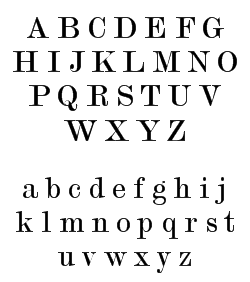 A B C D E F G
H I J K L M N O
P Q R S T U V
W X Y Z
a b c d e f g h i j
k l m n o p q r s t
u v w x y z